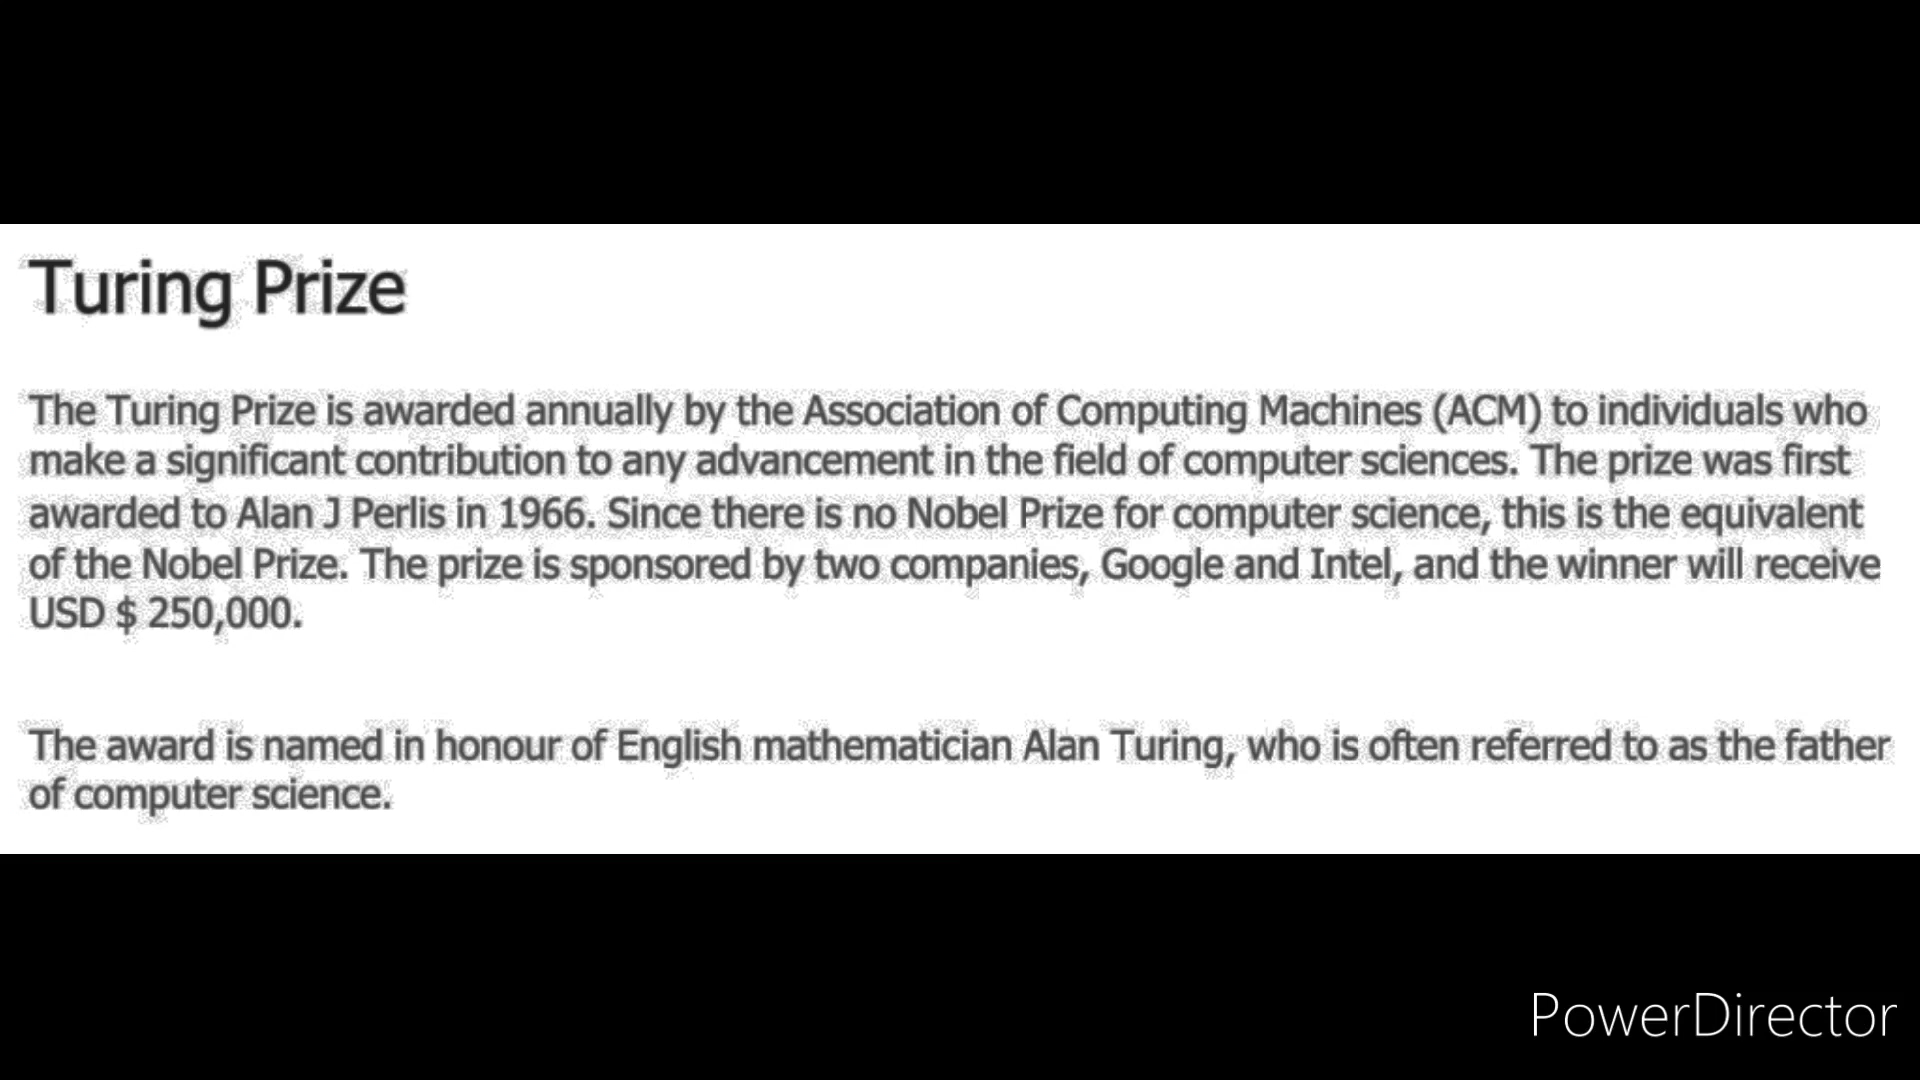 Turing Prize
The Turing Prize is awarded annually by the Association of Computing Machines (ACM) to individuals who
make a significant contribution to any advancement in the field of computer sciences. The prize was first
awarded to Alan J Perlis in 1966. Since there is no Nobel Prize for computer science, this is the equivalent
of the Nobel Prize. The prize is sponsored by two companies, Google and Intel, and the winner will receive
USD $ 250,000.
The award is named in honour of English mathematician Alan Turing, who is often referred to as the father
of computer science.
PowerDirector